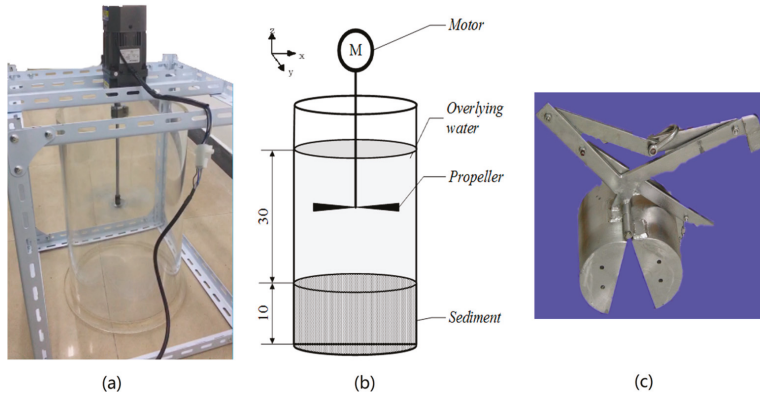 Motor
M
z
x
y
Overlying
water
Propeller
30
10
Sediment
(a)
(b)
(c)